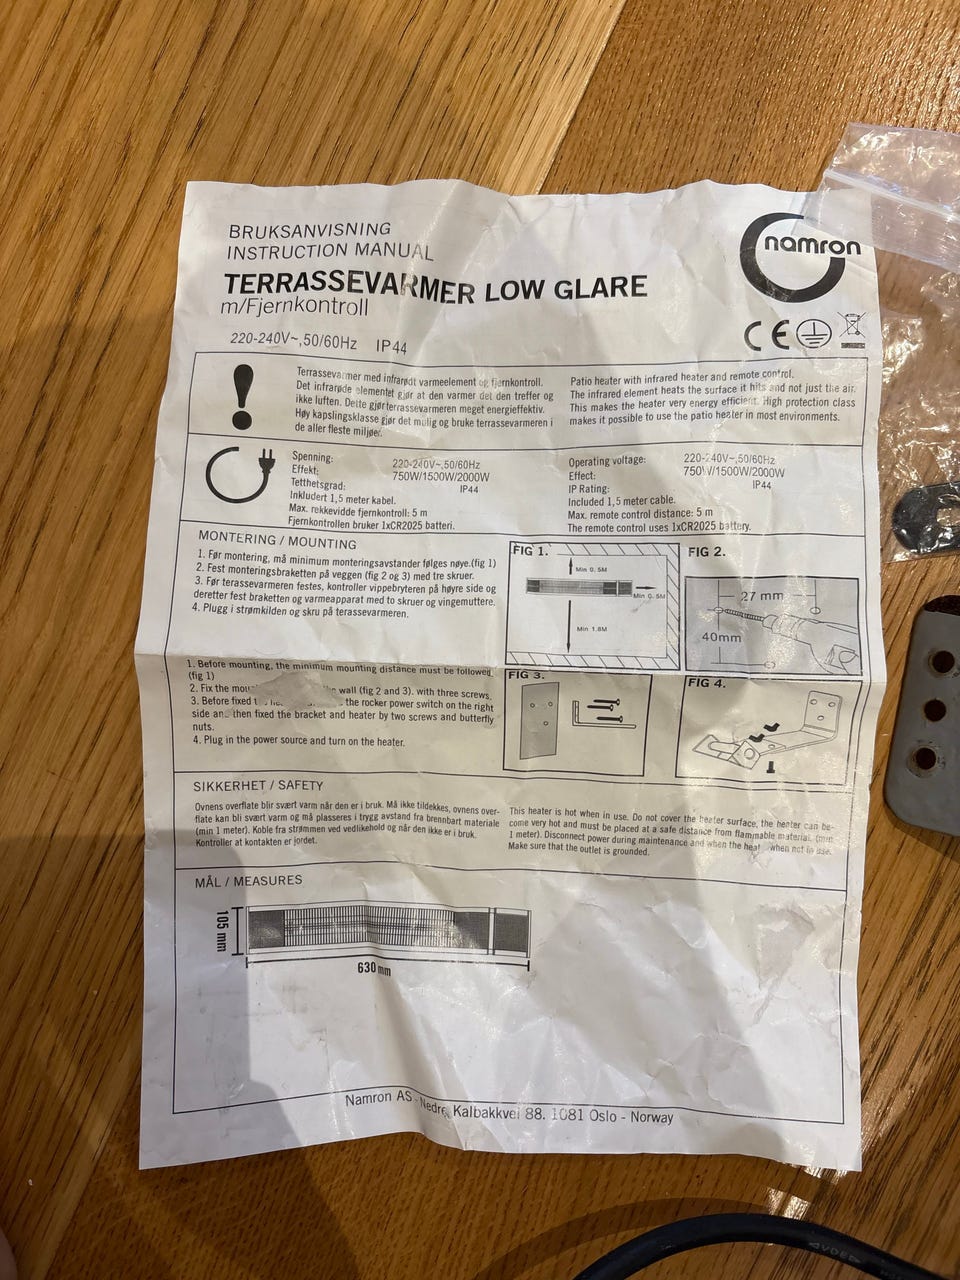 BRUKSANVISNING
INSTRUCTION MANUAL
TERRASSEVARMER LOW GLARE
m/Fjernkontroll
220-240V~,50/60Hz IP44
namron
CE
Terrassevarmer med infrarødt varmeelement og fjernkontroll.
Det infrarøde elementet gjør at den varmer det den treffer og
ikke luften. Dette gjør terrassevarmeren meget energieffektiv.
Høy kapslingsklasse gjør det mulig og bruke terrassevarmeren i
de aller fleste miljøer.
Patio heater with infrared heater and remote control.
The infrared element heats the surface it hits and not just the air.
This makes the heater very energy efficient. High protection class
makes it possible to use the patio heater in most environments.
Spenning: 220-240V~,50/60Hz
Effekt: 750W/1500W/2000W
Tetthetsgrad: IP44
Inkludert 1,5 meter kabel.
Max. rekkevidde fjernkontroll: 5 m
Fjernkontrollen bruker 1xCR2025 batteri.
Operating voltage: 220-240V~,50/60Hz
Effect: 750W/1500W/2000W
IP Rating: IP44
Included 1,5 meter cable.
Max. remote control distance: 5 m
The remote control uses 1xCR2025 battery.
MONTERING / MOUNTING
1. Før montering, må minimum monteringsavstander følges nøye.(fig 1)
2. Fest monteringsbraketten på veggen (fig 2 og 3) med tre skruer.
3. Før terassevarmeren festes, kontroller vippebryteren på høyre side og
deretter fest braketten og varmeapparat med to skruer og vingemuttere.
4. Plugg i strømkilden og skru på terassevarmeren.
1. Before mounting, the minimum mounting distance must be followed.
(fig 1)
2. Fix the wall (fig 2 and 3). with three screws.
3. Before fixed the rocker power switch on the right
side and then fixed the bracket and heater by two screws and butterfly
nuts.
4. Plug in the power source and turn on the heater.
FIG 1.
Min 0.5M
Min 0.5M
Min 1.8M
FIG 2.
27 mm
40mm
FIG 3.
FIG 4.
SIKKERHET / SAFETY
Ovnens overflate blir svært varm når den er i bruk. Må ikke tildekkes, ovnens over-
flate kan bli svært varm og må plasseres i trygg avstand fra brennbart materiale
(min 1 meter). Koble fra strømmen ved vedlikehold og når den ikke er i bruk.
Kontroller at kontakten er jordet.
This heater is hot when in use. Do not cover the heater surface, the heater can be-
come very hot and must be placed at a safe distance from flammable material. (min
1 meter). Disconnect power during maintenance and when the heat when not in use.
Make sure that the outlet is grounded.
MÅL / MEASURES
105 mm
630 mm
Namron AS - Nedre Kalbakkvei 88. 1081 Oslo - Norway